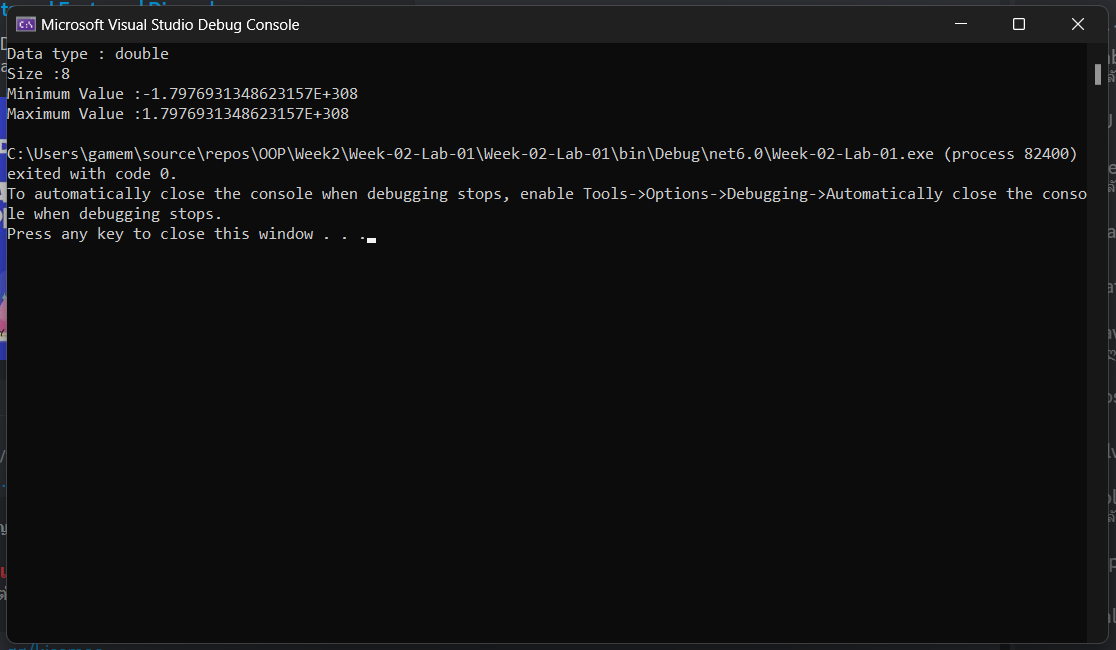 Microsoft Visual Studio Debug Console
Data type : double
Size :8
Minimum Value :-1.7976931348623157E+308
Maximum Value :1.7976931348623157E+308
C:\Users\gamem\source\repos\OOP\Week2\Week-02-Lab-01\Week-02-Lab-01\bin\Debug\net6.0\Week-02-Lab-01.exe (process 82400)
exited with code 0.
To automatically close the console when debugging stops, enable Tools->Options->Debugging->Automatically close the conso
le when debugging stops.
Press any key to close this window . . .